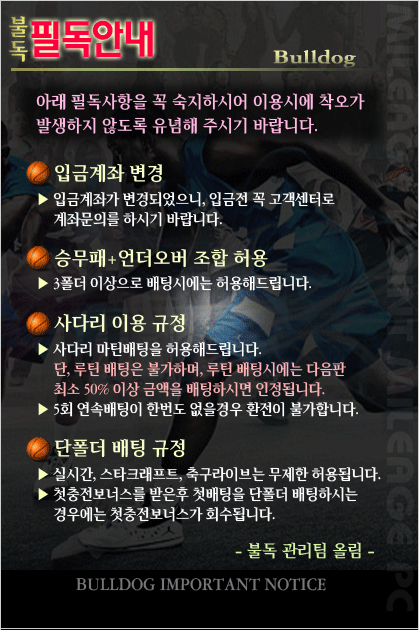 불독 필독안내
Bulldog
아래 필독사항을 꼭 숙지하시어 이용시에 착오가
발생하지 않도록 유념해 주시기 바랍니다.
입금계좌 변경
▶ 입금계좌가 변경되었으니, 입금전 꼭 고객센터로
계좌문의를 하시기 바랍니다.
승무패+언더오버 조합 허용
▶ 3폴더 이상으로 배팅시에는 허용해드립니다.
사다리 이용 규정
▶ 사다리 마틴배팅을 허용해드립니다.
단, 루틴 배팅은 불가하며, 루틴 배팅시에는 다음판
최소 50% 이상 금액을 배팅하시면 인정됩니다.
▶ 5회 연속배팅이 한번도 없을경우 환전이 불가합니다.
단폴더 배팅 규정
▶ 실시간, 스타크래프트, 축구라이브는 무제한 허용됩니다.
▶ 첫충전보너스를 받은후 첫배팅을 단폴더 배팅하시는
경우에는 첫충전보너스가 회수됩니다.
- 불독 관리팀 올림 -
BULLDOG IMPORTANT NOTICE